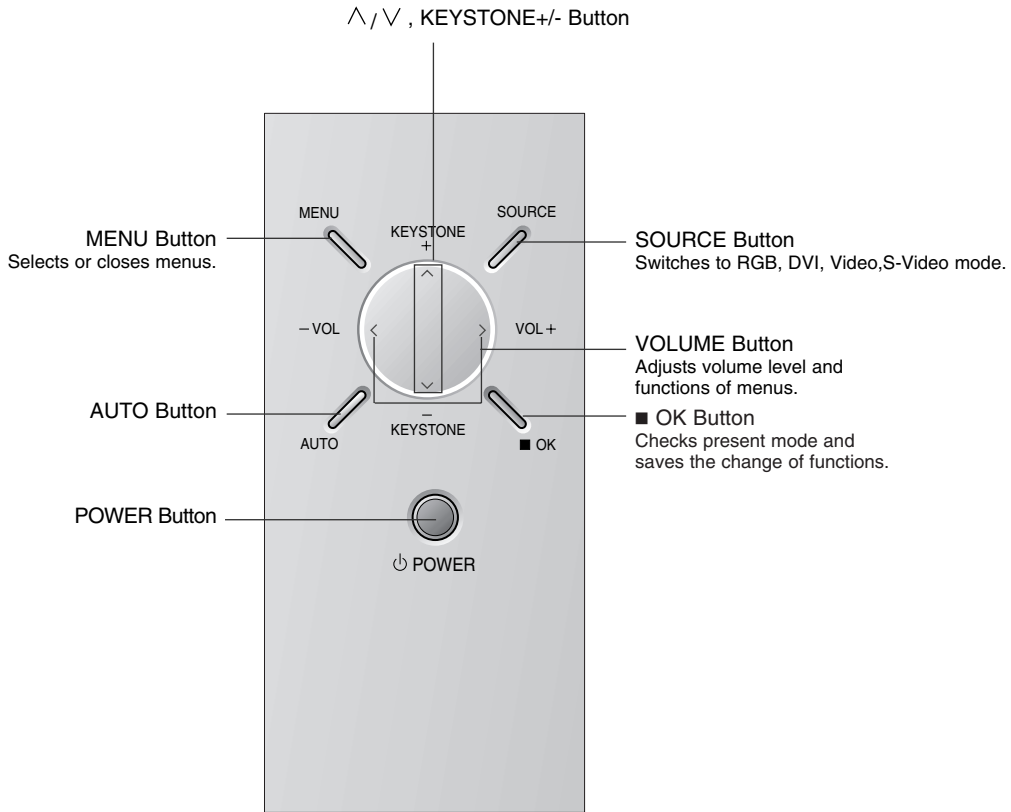 ∧/∨ , KEYSTONE+/- Button
MENU
SOURCE
KEYSTONE
+
MENU Button
Selects or closes menus.
SOURCE Button
Switches to RGB, DVI, Video,S-Video mode.
− VOL
VOL +
VOLUME Button
Adjusts volume level and
functions of menus.
AUTO Button
−
KEYSTONE
AUTO
■ OK
■ OK Button
Checks present mode and
saves the change of functions.
POWER Button
⏻ POWER